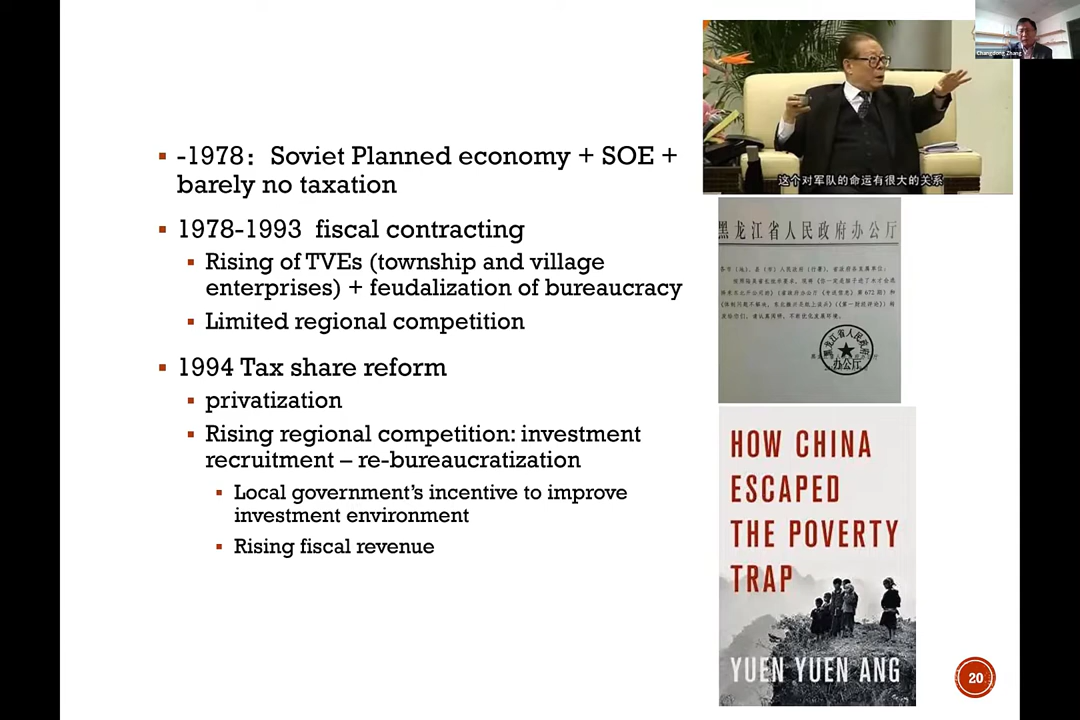 -1978：Soviet Planned economy + SOE +
barely no taxation
1978-1993 fiscal contracting
Rising of TVEs (township and village
enterprises) + feudalization of bureaucracy
Limited regional competition
1994 Tax share reform
privatization
Rising regional competition: investment
recruitment – re-bureaucratization
Local government's incentive to improve
investment environment
Rising fiscal revenue
Changdong Zhang
这个对军队的命运有很大的关系
黑龙江省人民政府办公厅
HOW CHINA
ESCAPED
THE POVERTY
TRAP
YUEN YUEN ANG
20